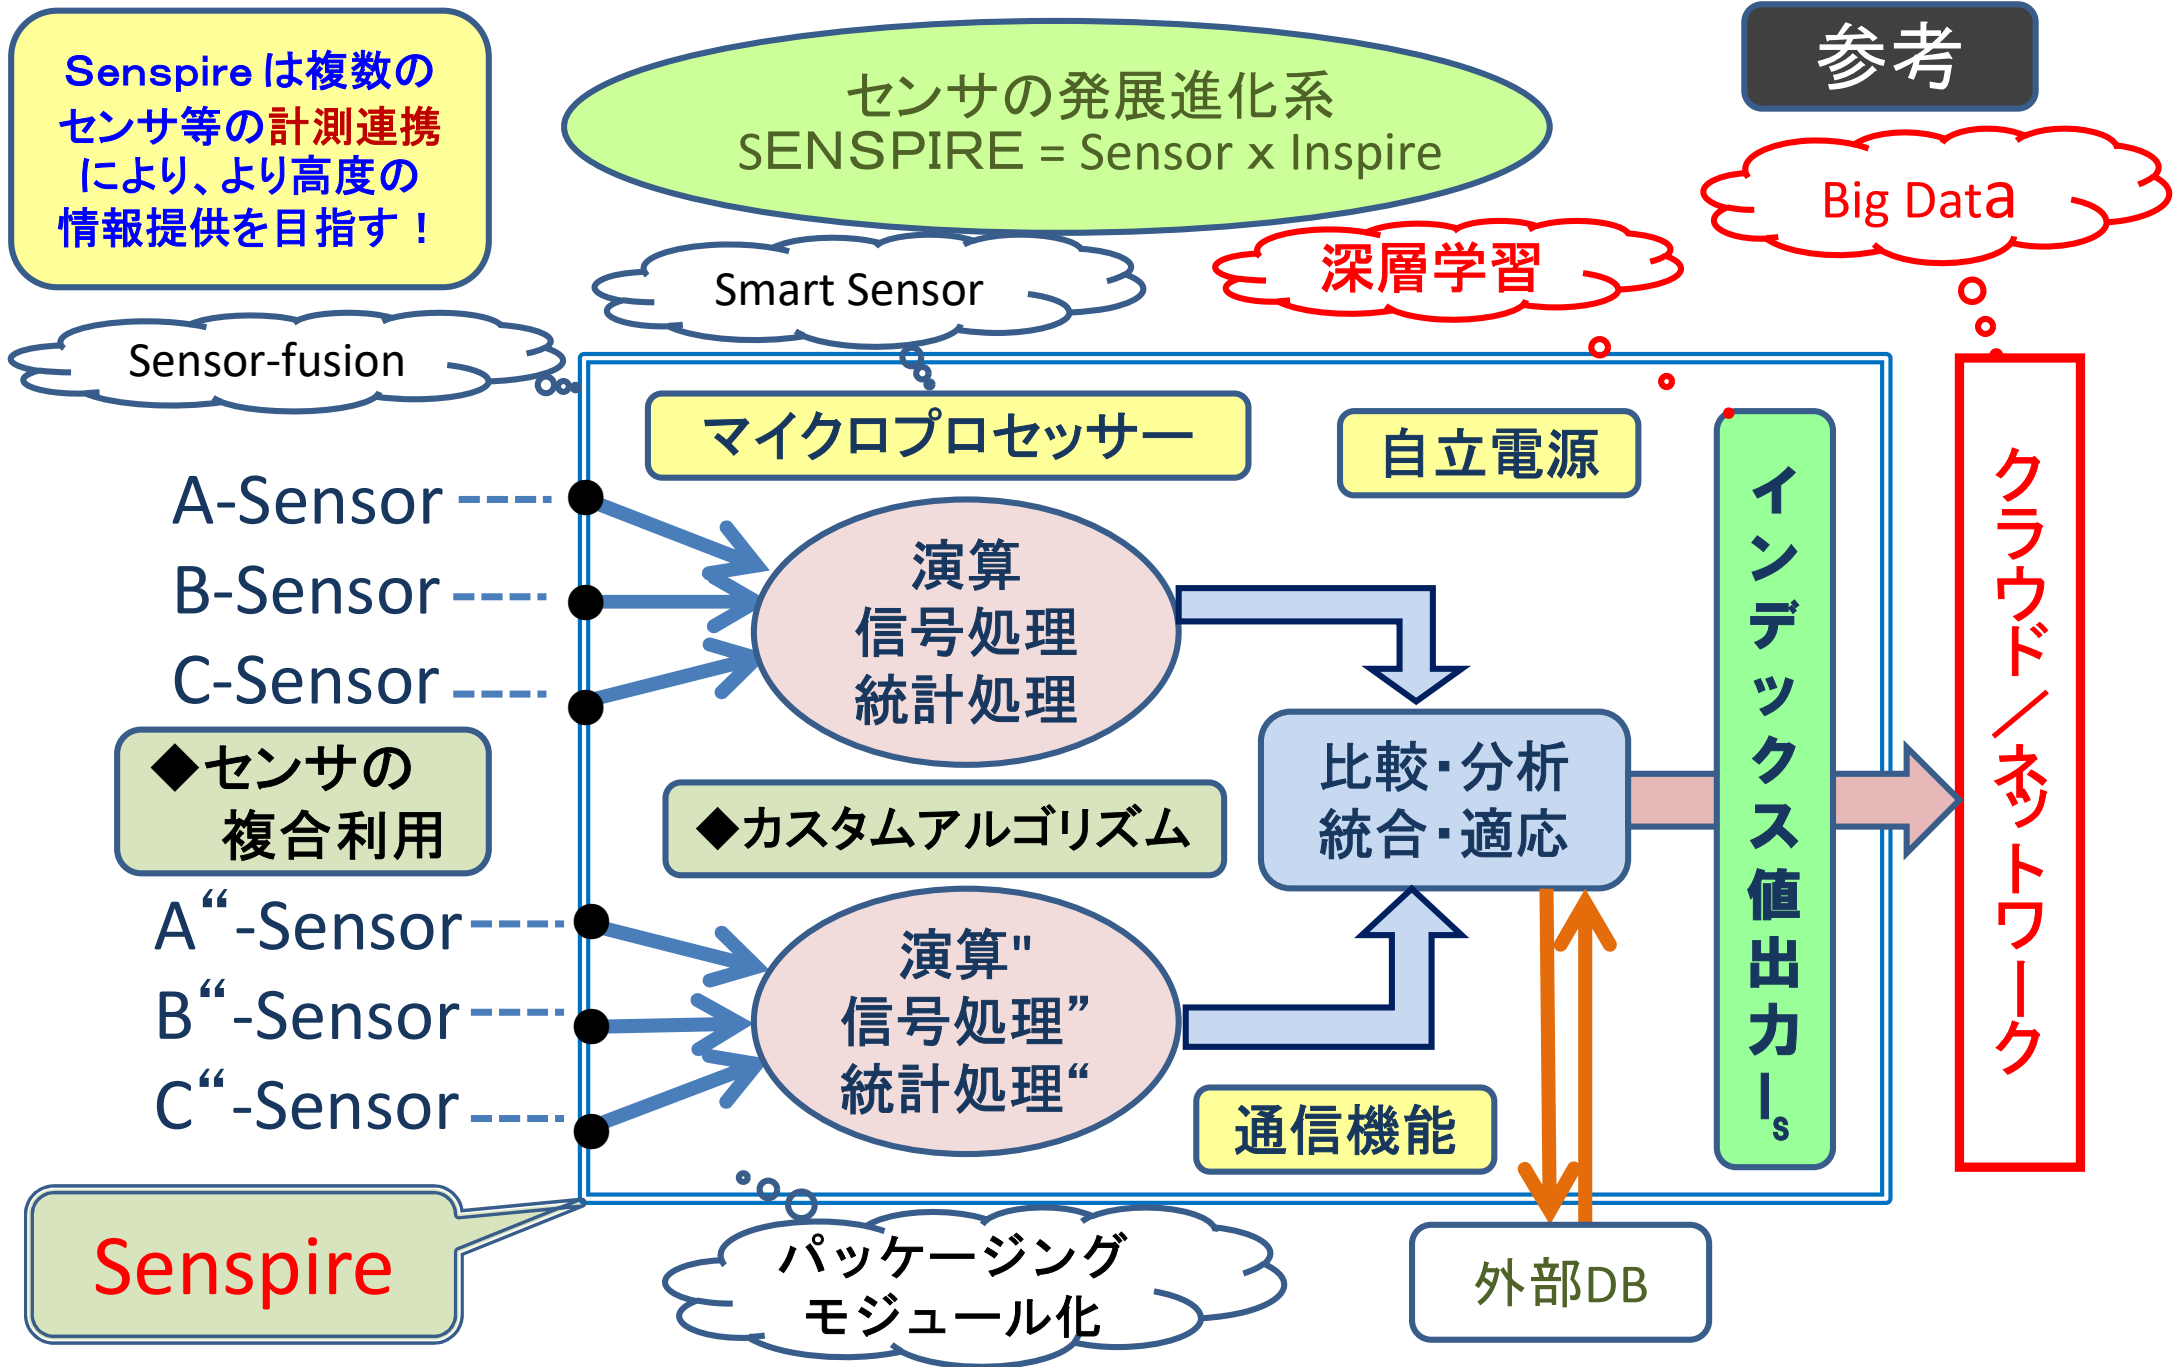 Senspireは複数の
センサ等の計測連携
により、より高度の
情報提供を目指す！
センサの発展進化系
SENSPIRE = Sensor x Inspire
参考
Big Data
深層学習
Smart Sensor
Sensor-fusion
マイクロプロセッサー
自立電源
A-Sensor
B-Sensor
C-Sensor
演算
信号処理
統計処理
◆センサの
複合利用
◆カスタムアルゴリズム
比較・分析
統合・適応
インデックス値出力Is
クラウド／ネットワーク
A“-Sensor
B“-Sensor
C“-Sensor
演算"
信号処理”
統計処理“
通信機能
Senspire
パッケージング
モジュール化
外部DB